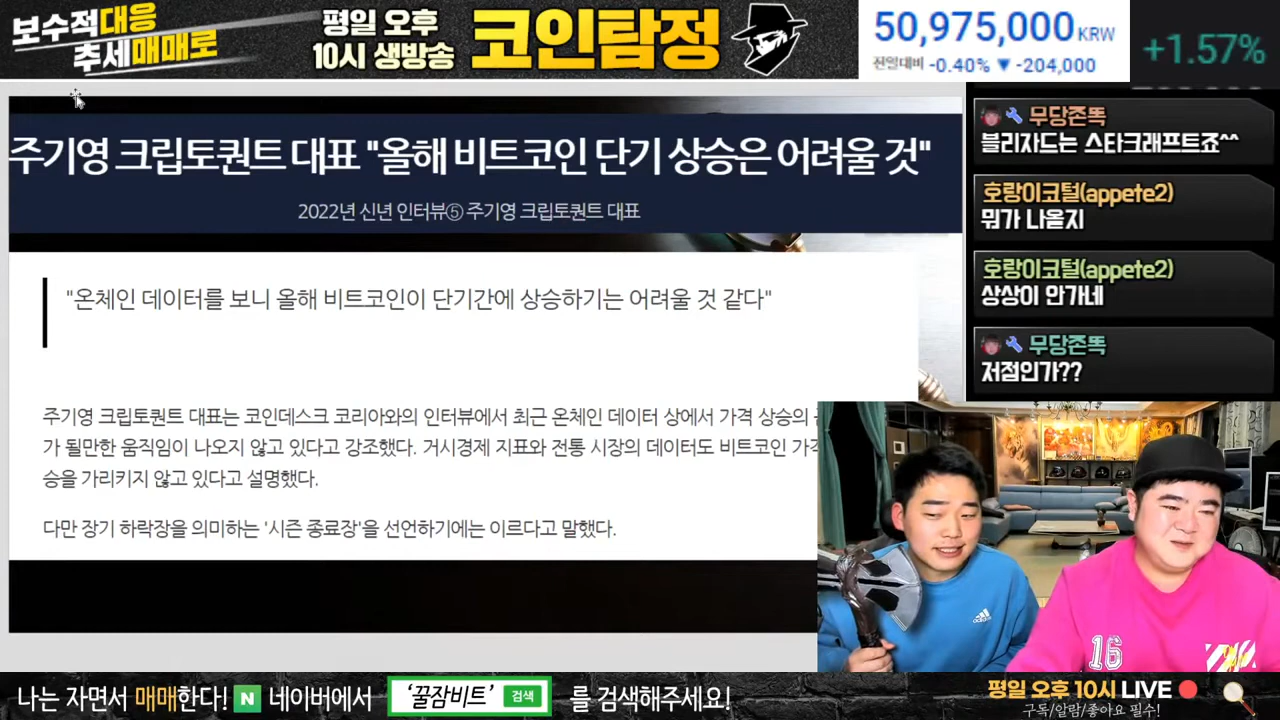 보수적대응
추세매매로
평일 오후
10시 생방송
코인탐정
50,975,000 KRW
전일대비 -0.40% ▼ -204,000
+1.57%
주기영 크립토퀀트 대표 "올해 비트코인 단기 상승은 어려울 것"
2022년 신년 인터뷰⑤ 주기영 크립토퀀트 대표
"온체인 데이터를 보니 올해 비트코인이 단기간에 상승하기는 어려울 것 같다"
주기영 크립토퀀트 대표는 코인데스크 코리아와의 인터뷰에서 최근 온체인 데이터 상에서 가격 상승의
가 될만한 움직임이 나오지 않고 있다고 강조했다. 거시경제 지표와 전통 시장의 데이터도 비트코인
승을 가리키지 않고 있다고 설명했다.
다만 장기 하락장을 의미하는 '시즌 종료장'을 선언하기에는 이르다고 말했다.
무당존똑
블리자드는 스타크래프트죠^^
호랑이코털(appete2)
뭐가 나올지
호랑이코털(appete2)
상상이 안가네
무당존똑
저점인가??
adidas
16
나는 자면서 매매한다! N 네이버에서 '꿀잠비트' 검색 를 검색해주세요!
평일 오후 10시 LIVE
구독/알람/좋아요 필수!